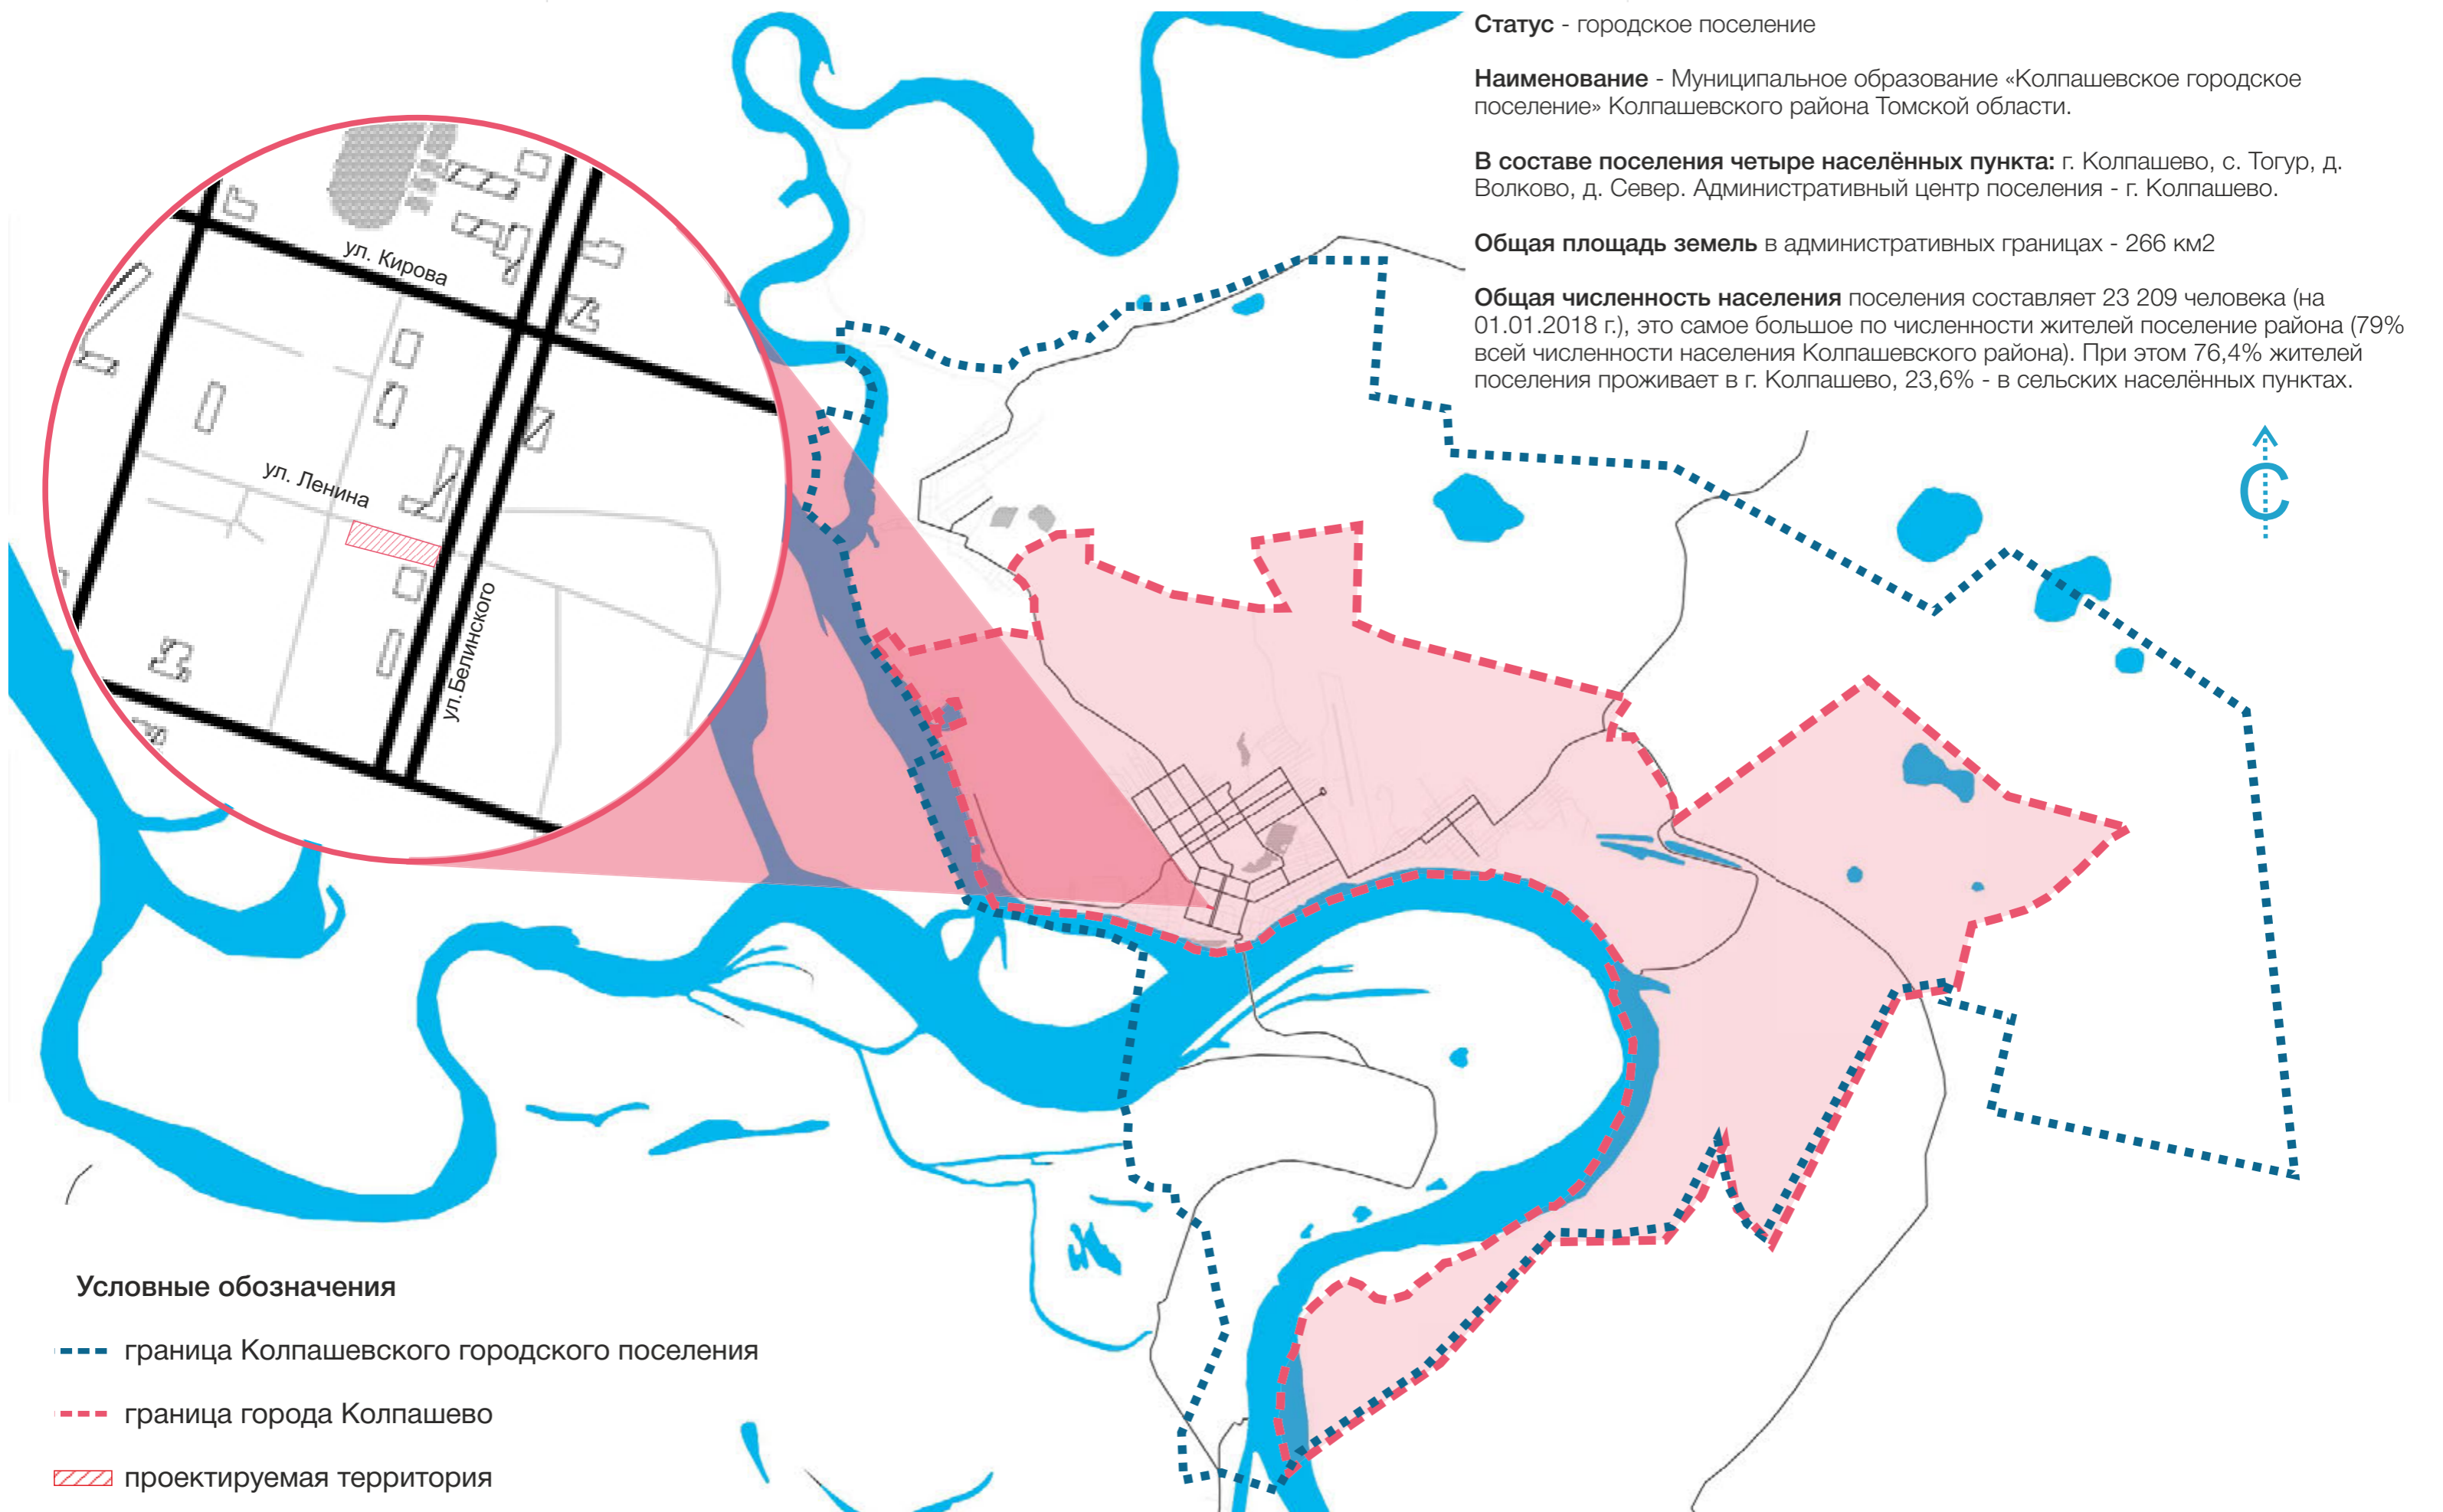 Статус - городское поселение
Наименование - Муниципальное образование «Колпашевское городское
поселение» Колпашевского района Томской области.
В составе поселения четыре населённых пункта: г. Колпашево, с. Тогур, д.
Волково, д. Север. Административный центр поселения - г. Колпашево.
Общая площадь земель в административных границах - 266 км2
Общая численность населения поселения составляет 23 209 человека (на
01.01.2018 г.), это самое большое по численности жителей поселение района (79%
всей численности населения Колпашевского района). При этом 76,4% жителей
поселения проживает в г. Колпашево, 23,6% - в сельских населённых пунктах.
С
ул. Кирова
ул. Ленина
ул.Белинского
Условные обозначения
граница Колпашевского городского поселения
граница города Колпашево
проектируемая территория